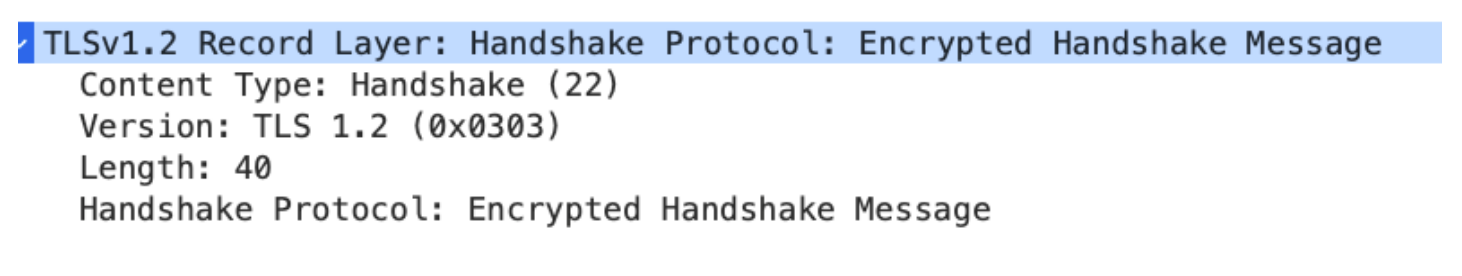 TLSv1.2 Record Layer: Handshake Protocol: Encrypted Handshake Message
Content Type: Handshake (22)
Version: TLS 1.2 (0x0303)
Length: 40
Handshake Protocol: Encrypted Handshake Message